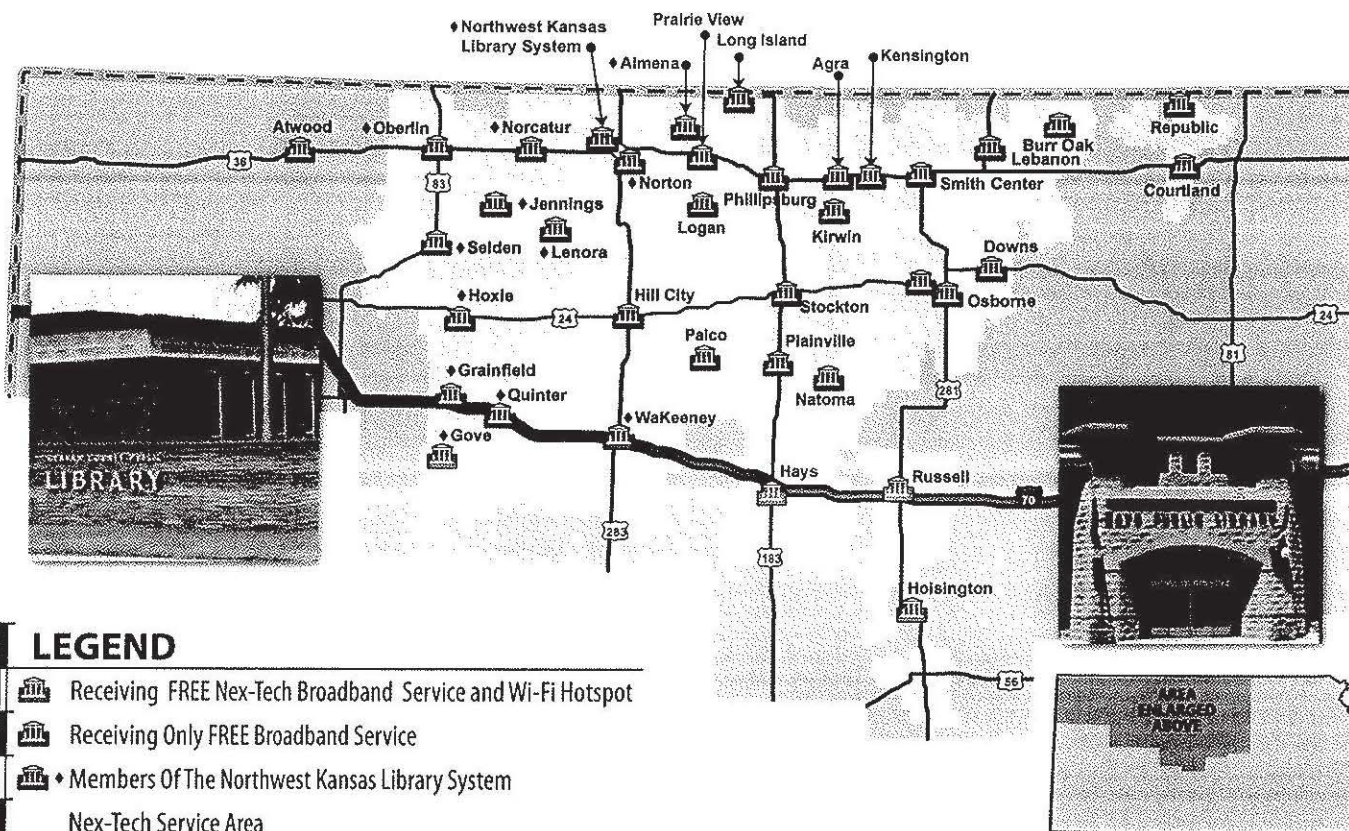 ♦ Northwest Kansas
Library System
Prairie View
Long Island
♦ Almena
Agra
Kensington
Atwood
♦ Oberlin
♦ Norcatur
Republic
Burr Oak
Lebanon
36
83
♦ Norton
Phillipsburg
Smith Center
Courtland
♦ Jennings
Logan
Kirwin
♦ Selden
♦ Lenora
Downs
♦ Hoxie
24
Hill City
Stockton
Osborne
24
Palco
Plainville
81
♦ Grainfield
Natoma
281
♦ Quinter
♦ WaKeeney
♦ Gove
LIBRARY
Hays
Russell
70
283
183
Hoisington
56
LEGEND
Receiving FREE Nex-Tech Broadband Service and Wi-Fi Hotspot
Receiving Only FREE Broadband Service
♦ Members Of The Northwest Kansas Library System
Nex-Tech Service Area
AREA
ENLARGED
ABOVE